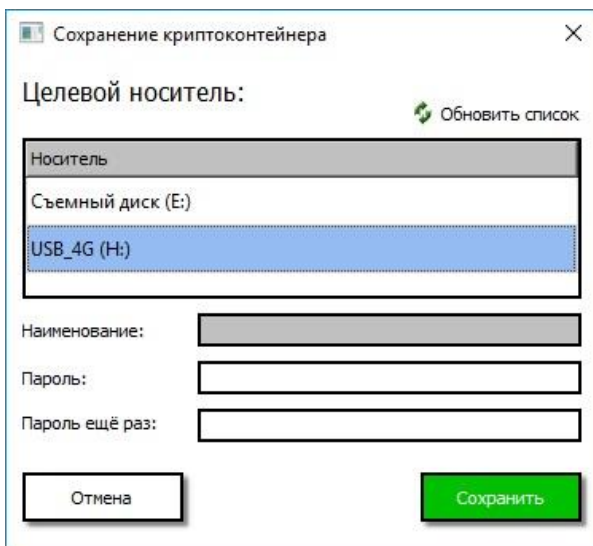 Сохранение криптоконтейнера
Целевой носитель:
Обновить список
Носитель
Съемный диск (E:)
USB_4G (H:)
Наименование:
Пароль:
Пароль ещё раз:
Отмена
Сохранить